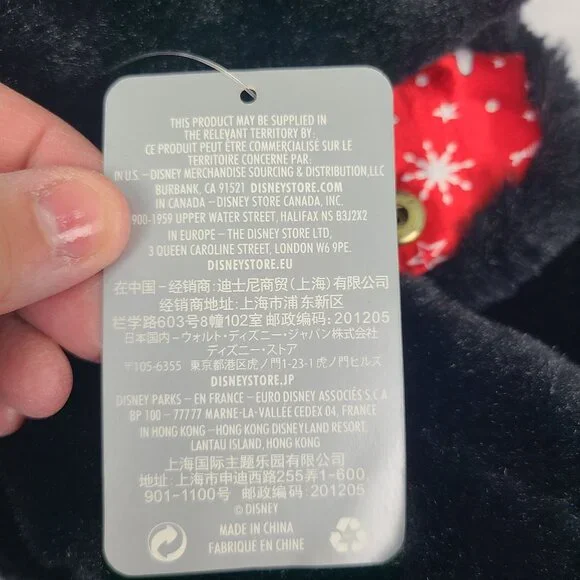 THIS PRODUCT MAY BE SUPPLIED IN
THE RELEVANT TERRITORY BY:
CE PRODUIT PEUT ÊTRE COMMERCIALISÉ SUR LE
TERRITOIRE CONCERNE PAR:
IN U.S. – DISNEY MERCHANDISE SOURCING & DISTRIBUTION,LLC
BURBANK, CA 91521 DISNEYSTORE.COM
IN CANADA – DISNEY STORE CANADA, INC.
900-1959 UPPER WATER STREET, HALIFAX NS B3J2X2
IN EUROPE – THE DISNEY STORE LTD,
3 QUEEN CAROLINE STREET, LONDON W6 9PE.
DISNEYSTORE.EU
在中国 – 经销商: 迪士尼商贸 (上海) 有限公司
经销商地址: 上海市浦东新区
栏学路603号8幢102室 邮政编码: 201205
日本国内 – ウォルト・ディズニー・ジャパン株式会社
ディズニー・ストア
〒105-6355 東京都港区虎ノ門1-23-1 虎ノ門ヒルズ
DISNEYSTORE.JP
DISNEY PARKS – EN FRANCE – EURO DISNEY ASSOCIÉS S.C.A.
BP 100 – 77777 MARNE-LA-VALLÉE CEDEX 04, FRANCE
IN HONG KONG – HONG KONG DISNEYLAND RESORT,
LANTAU ISLAND, HONG KONG
上海国际主题乐园有限公司
地址: 上海市申迪西路255弄1-600,
901-1100号 邮政编码 201205
© DISNEY
MADE IN CHINA
FABRIQUE EN CHINE